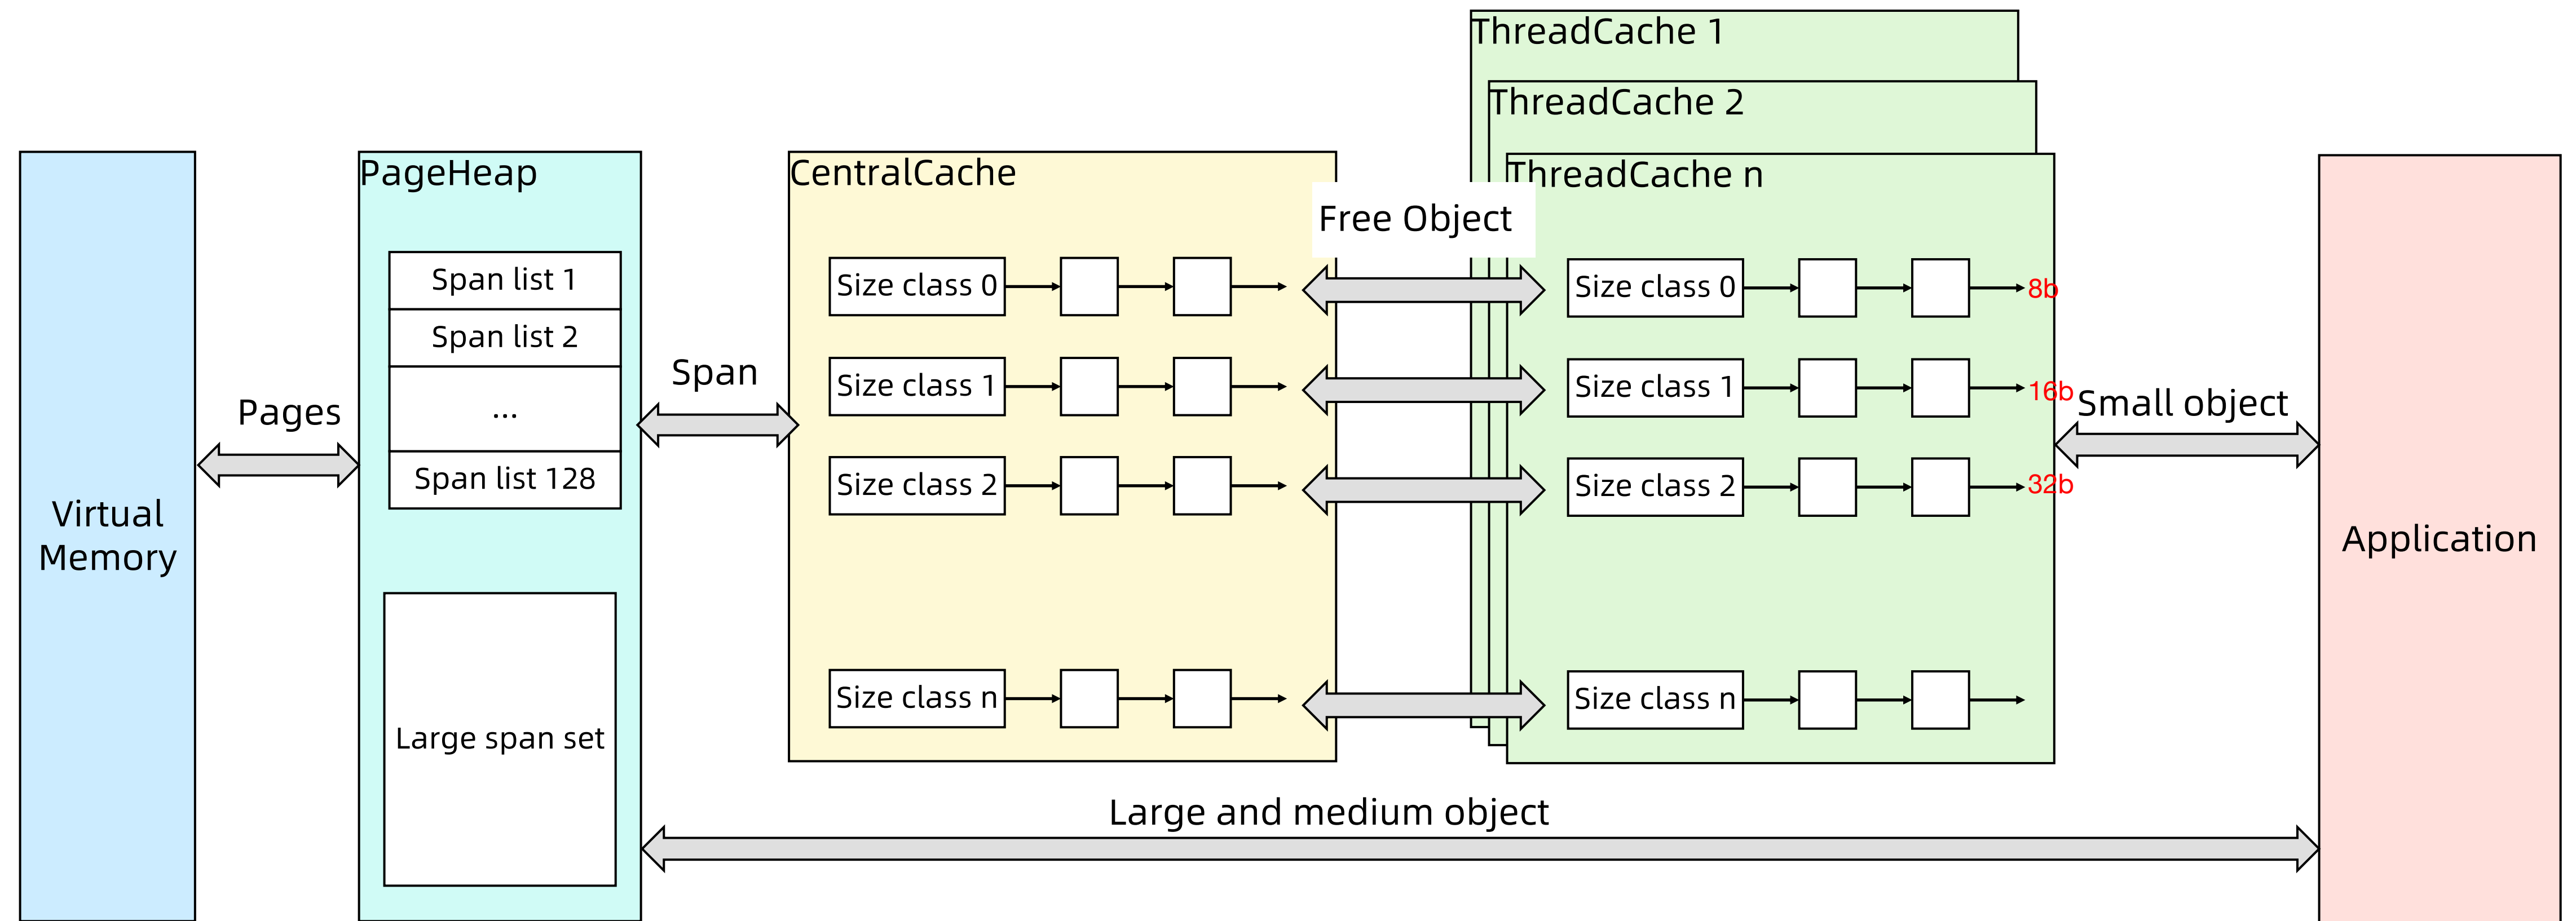 ThreadCache 1
ThreadCache 2
ThreadCache n
PageHeap
CentralCache
Free Object
Span list 1
Span list 2
...
Span list 128
Large span set
Virtual
Memory
Pages
Span
Size class 0
Size class 1
Size class 2
Size class n
Size class 0
8b
Size class 1
16b
Size class 2
32b
Size class n
Small object
Application
Large and medium object